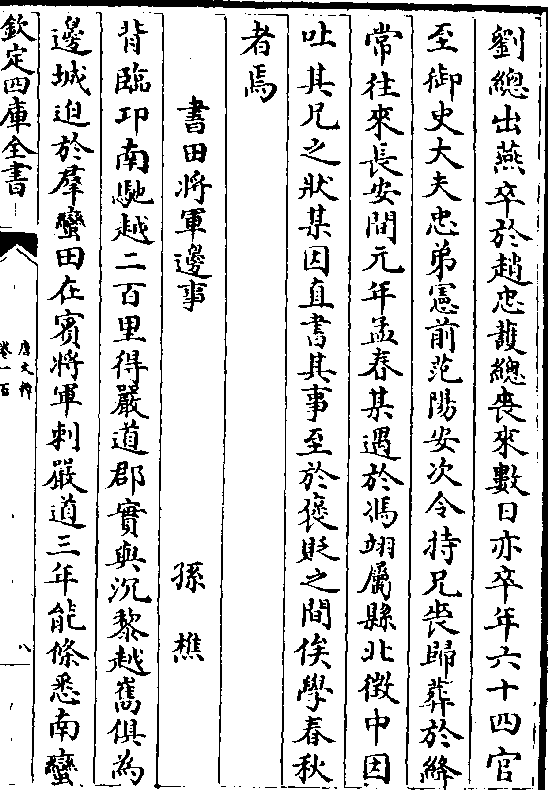 劉總出燕卒於趙忠護總喪來數日亦卒年六十四官
至御史大夫忠弟憲前范陽安次令持兄喪歸葬於絳
常往來長安間元年孟春某遇於馮翊屬縣北徵中因
吐其兄之狀某因直書其事至於褒貶之間俟學春秋
者焉
書田將軍邊事
孫樵
背臨卭南馳越二百里得嚴道郡實與沉黎越嶲俱為
邊城迫於羣蠻田在賓將軍刺嚴道三年能條悉南蠻
欽定四庫全書
唐文粹
卷一百
八